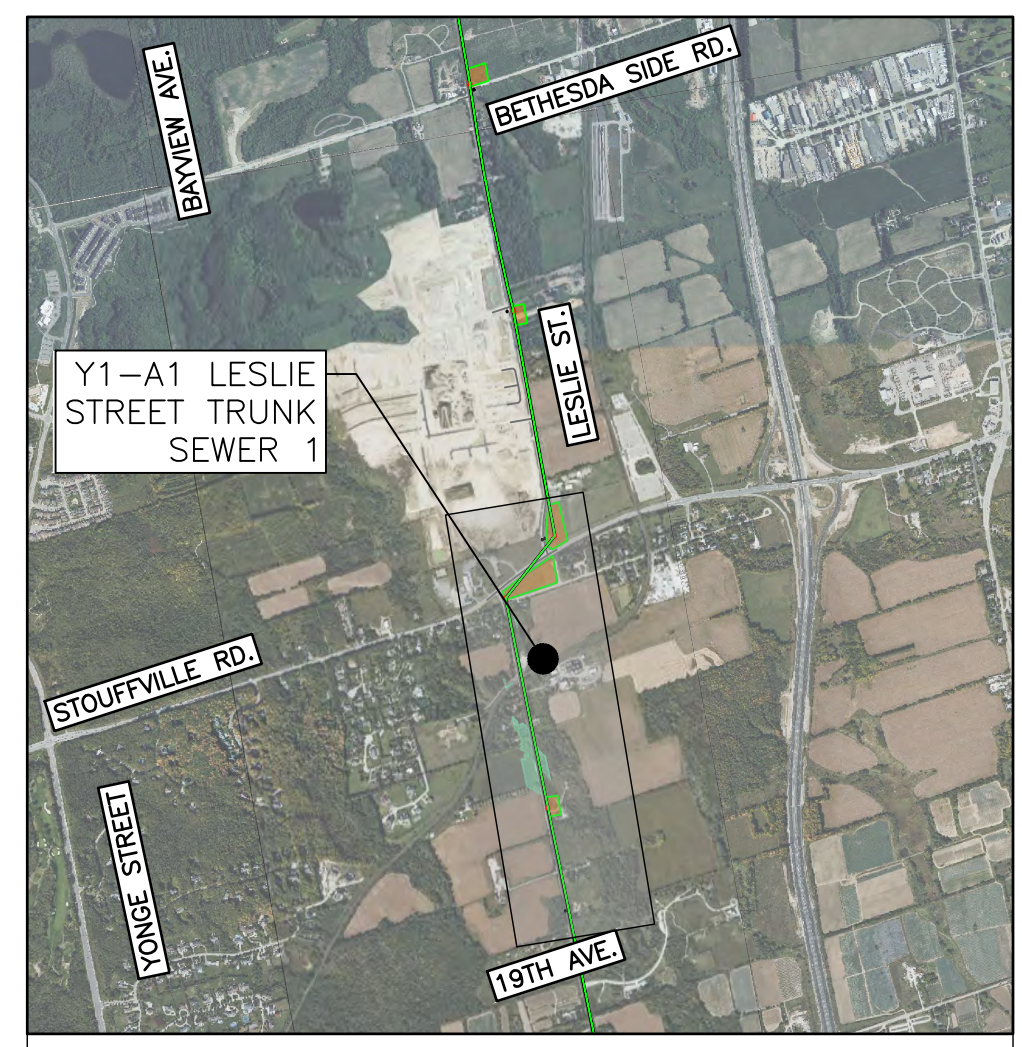 BAYVIEW AVE.
BETHESDA SIDE RD.
LESLIE ST.
Y1-A1 LESLIE
STREET TRUNK
SEWER 1
STOUFFVILLE RD.
YONGE STREET
19TH AVE.